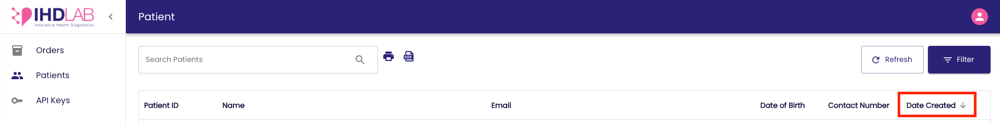 IHDLAB
Innovative Health Diagnostics
Patient
Orders
Patients
API Keys
Search Patients
CSV
Refresh
Filter
Patient ID Name Email Date of Birth Contact Number Date Created